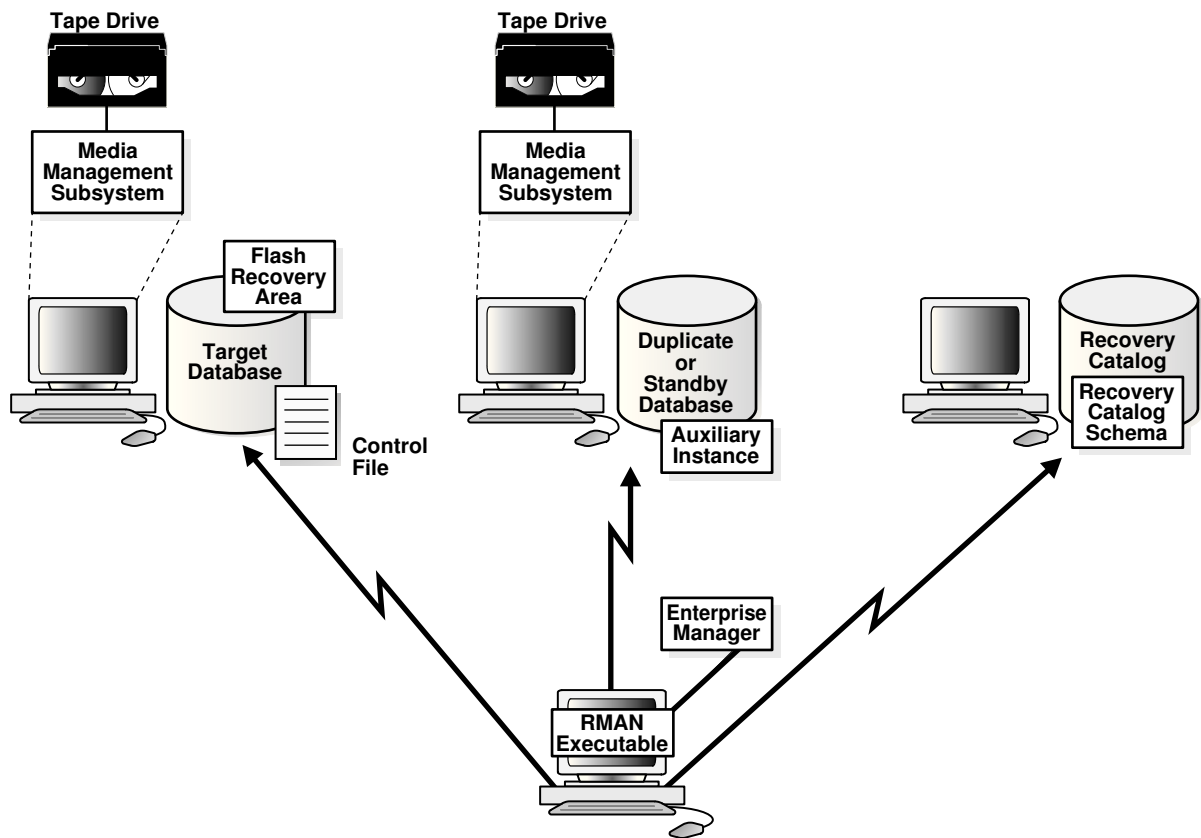 Tape Drive
Tape Drive
Media
Management
Subsystem
Media
Management
Subsystem
Flash
Recovery
Area
Target
Database
Control
File
Duplicate
or
Standby
Database
Auxiliary
Instance
Recovery
Catalog
Recovery
Catalog
Schema
Enterprise
Manager
RMAN
Executable